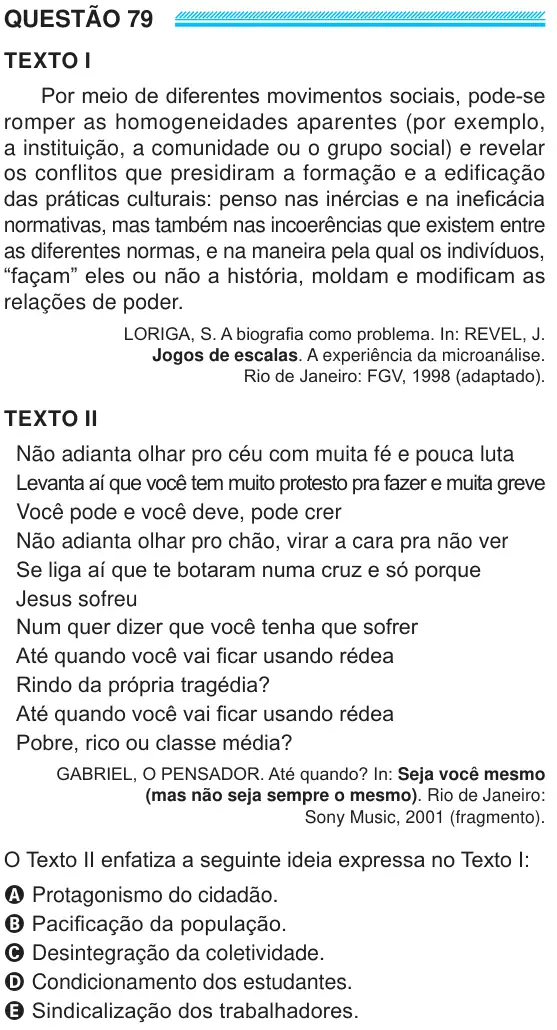 QUESTÃO 79
TEXTO I
Por meio de diferentes movimentos sociais, pode-se
romper as homogeneidades aparentes (por exemplo,
a instituição, a comunidade ou o grupo social) e revelar
os conflitos que presidiram a formação e a edificação
das práticas culturais: penso nas inércias e na ineficácia
normativas, mas também nas incoerências que existem entre
as diferentes normas, e na maneira pela qual os indivíduos,
“façam” eles ou não a história, moldam e modificam as
relações de poder.
LORIGA, S. A biografia como problema. In: REVEL, J.
Jogos de escalas. A experiência da microanálise.
Rio de Janeiro: FGV, 1998 (adaptado).
TEXTO II
Não adianta olhar pro céu com muita fé e pouca luta
Levanta aí que você tem muito protesto pra fazer e muita greve
Você pode e você deve, pode crer
Não adianta olhar pro chão, virar a cara pra não ver
Se liga aí que te botaram numa cruz e só porque
Jesus sofreu
Num quer dizer que você tenha que sofrer
Até quando você vai ficar usando rédea
Rindo da própria tragédia?
Até quando você vai ficar usando rédea
Pobre, rico ou classe média?
GABRIEL, O PENSADOR. Até quando? In: Seja você mesmo
(mas não seja sempre o mesmo). Rio de Janeiro:
Sony Music, 2001 (fragmento).
O Texto II enfatiza a seguinte ideia expressa no Texto I:
A Protagonismo do cidadão.
B Pacificação da população.
C Desintegração da coletividade.
D Condicionamento dos estudantes.
E Sindicalização dos trabalhadores.